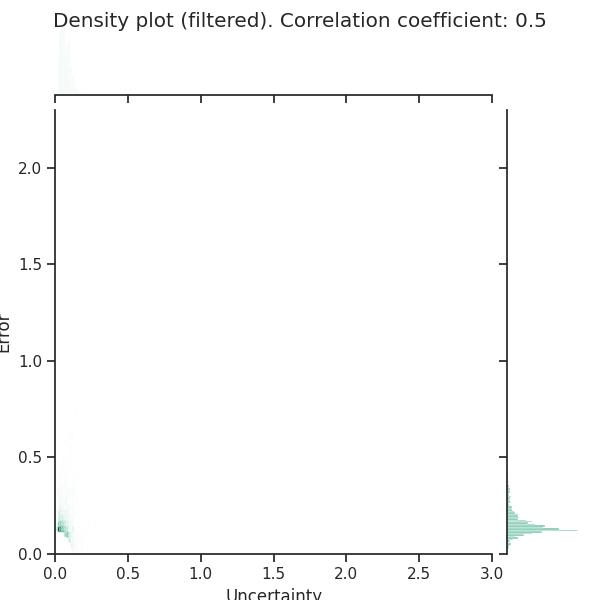 Density plot (filtered). Correlation coefficient: 0.5
2.0
1.5
1.0
0.5
0.0
Error
0.0 0.5 1.0 1.5 2.0 2.5 3.0
Uncertainty